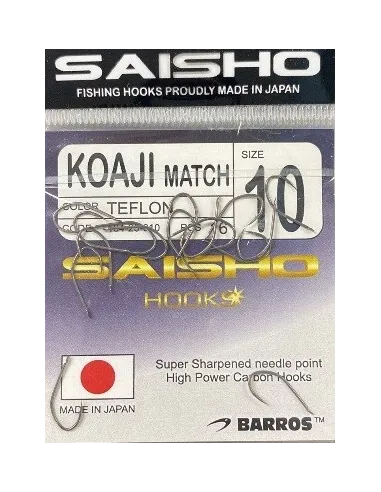 SAISHO
FISHING HOOKS PROUDLY MADE IN JAPAN
KOAJI MATCH
SIZE
10
COLOR TEFLON
CODE
SAISHO
HOOKS
Super Sharpened needle point
High Power Carbon Hooks
MADE IN JAPAN
BARROS™